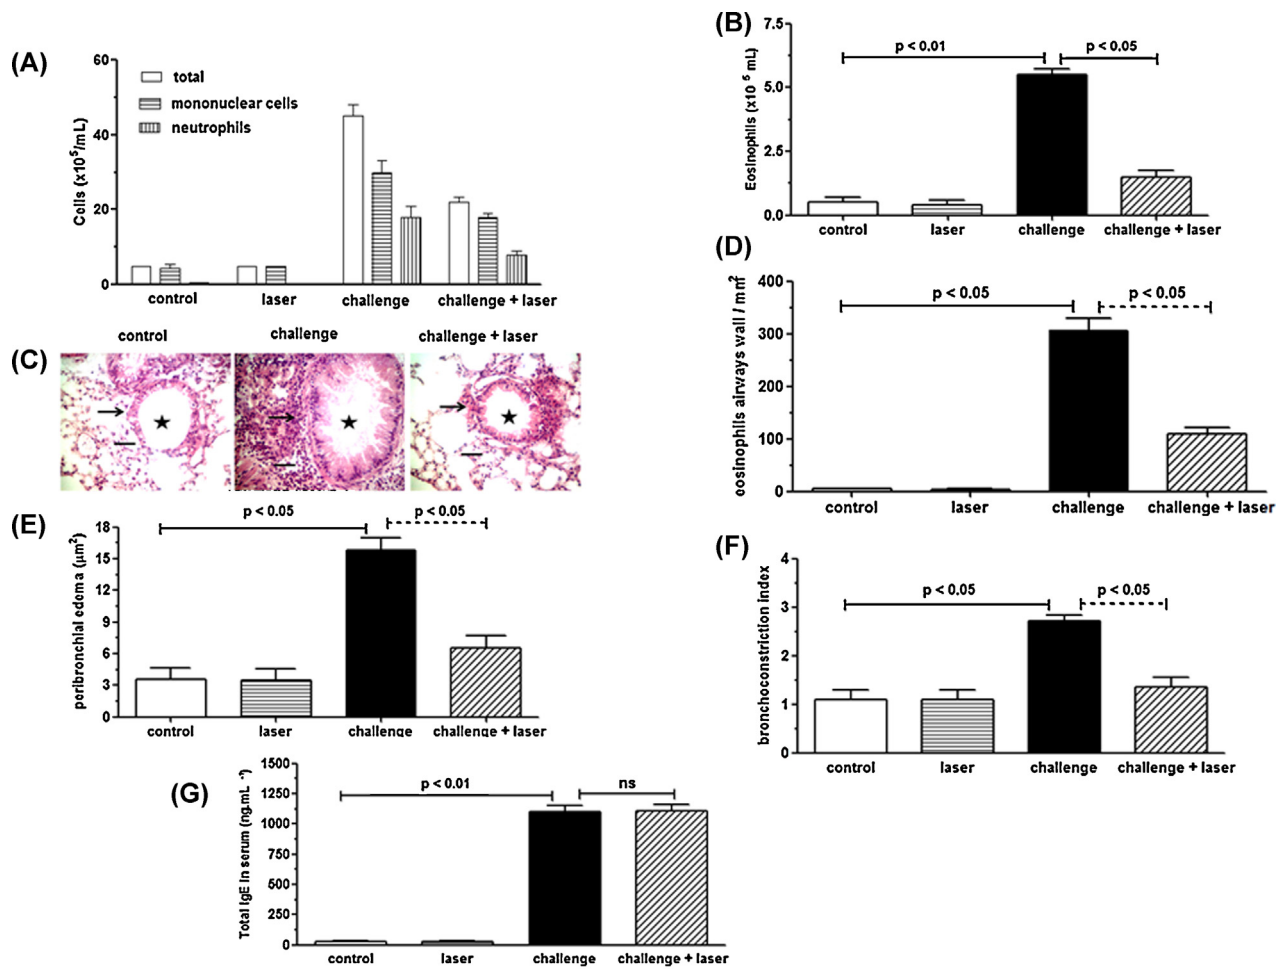 (A)
60
40
20
0
Cells (x10⁵/mL)
total
mononuclear cells
neutrophils
control laser challenge challenge + laser
(B)
7.5
5.0
2.5
0.0
Eosinophils (x10 ⁵ mL)
p < 0.01 p < 0.05
control laser challenge challenge + laser
(C)
control challenge challenge + laser
(D)
400
300
200
100
0
eosinophils airways wall / mm²
p < 0.05 p < 0.05
control laser challenge challenge + laser
(E)
18
15
12
9
6
3
0
peribronchial edema (μm²)
p < 0.05 p < 0.05
control laser challenge challenge + laser
(F)
4
3
2
1
0
bronchoconstriction index
p < 0.05 p < 0.05
control laser challenge challenge + laser
(G)
1500
1250
1000
750
500
250
0
Total IgE in serum (ng.mL ⁻¹)
p < 0.01 ns
control laser challenge challenge + laser